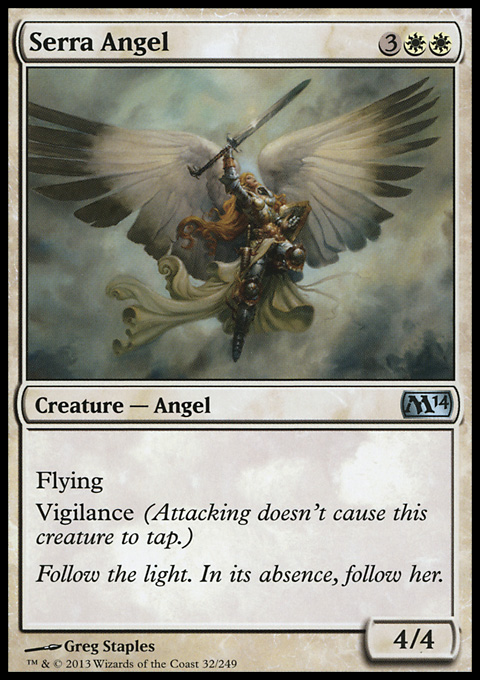 Serra Angel 3
Creature — Angel M14
Flying
Vigilance (Attacking doesn't cause this
creature to tap.)
Follow the light. In its absence, follow her.
4/4
Greg Staples
™ & © 2013 Wizards of the Coast 32/249